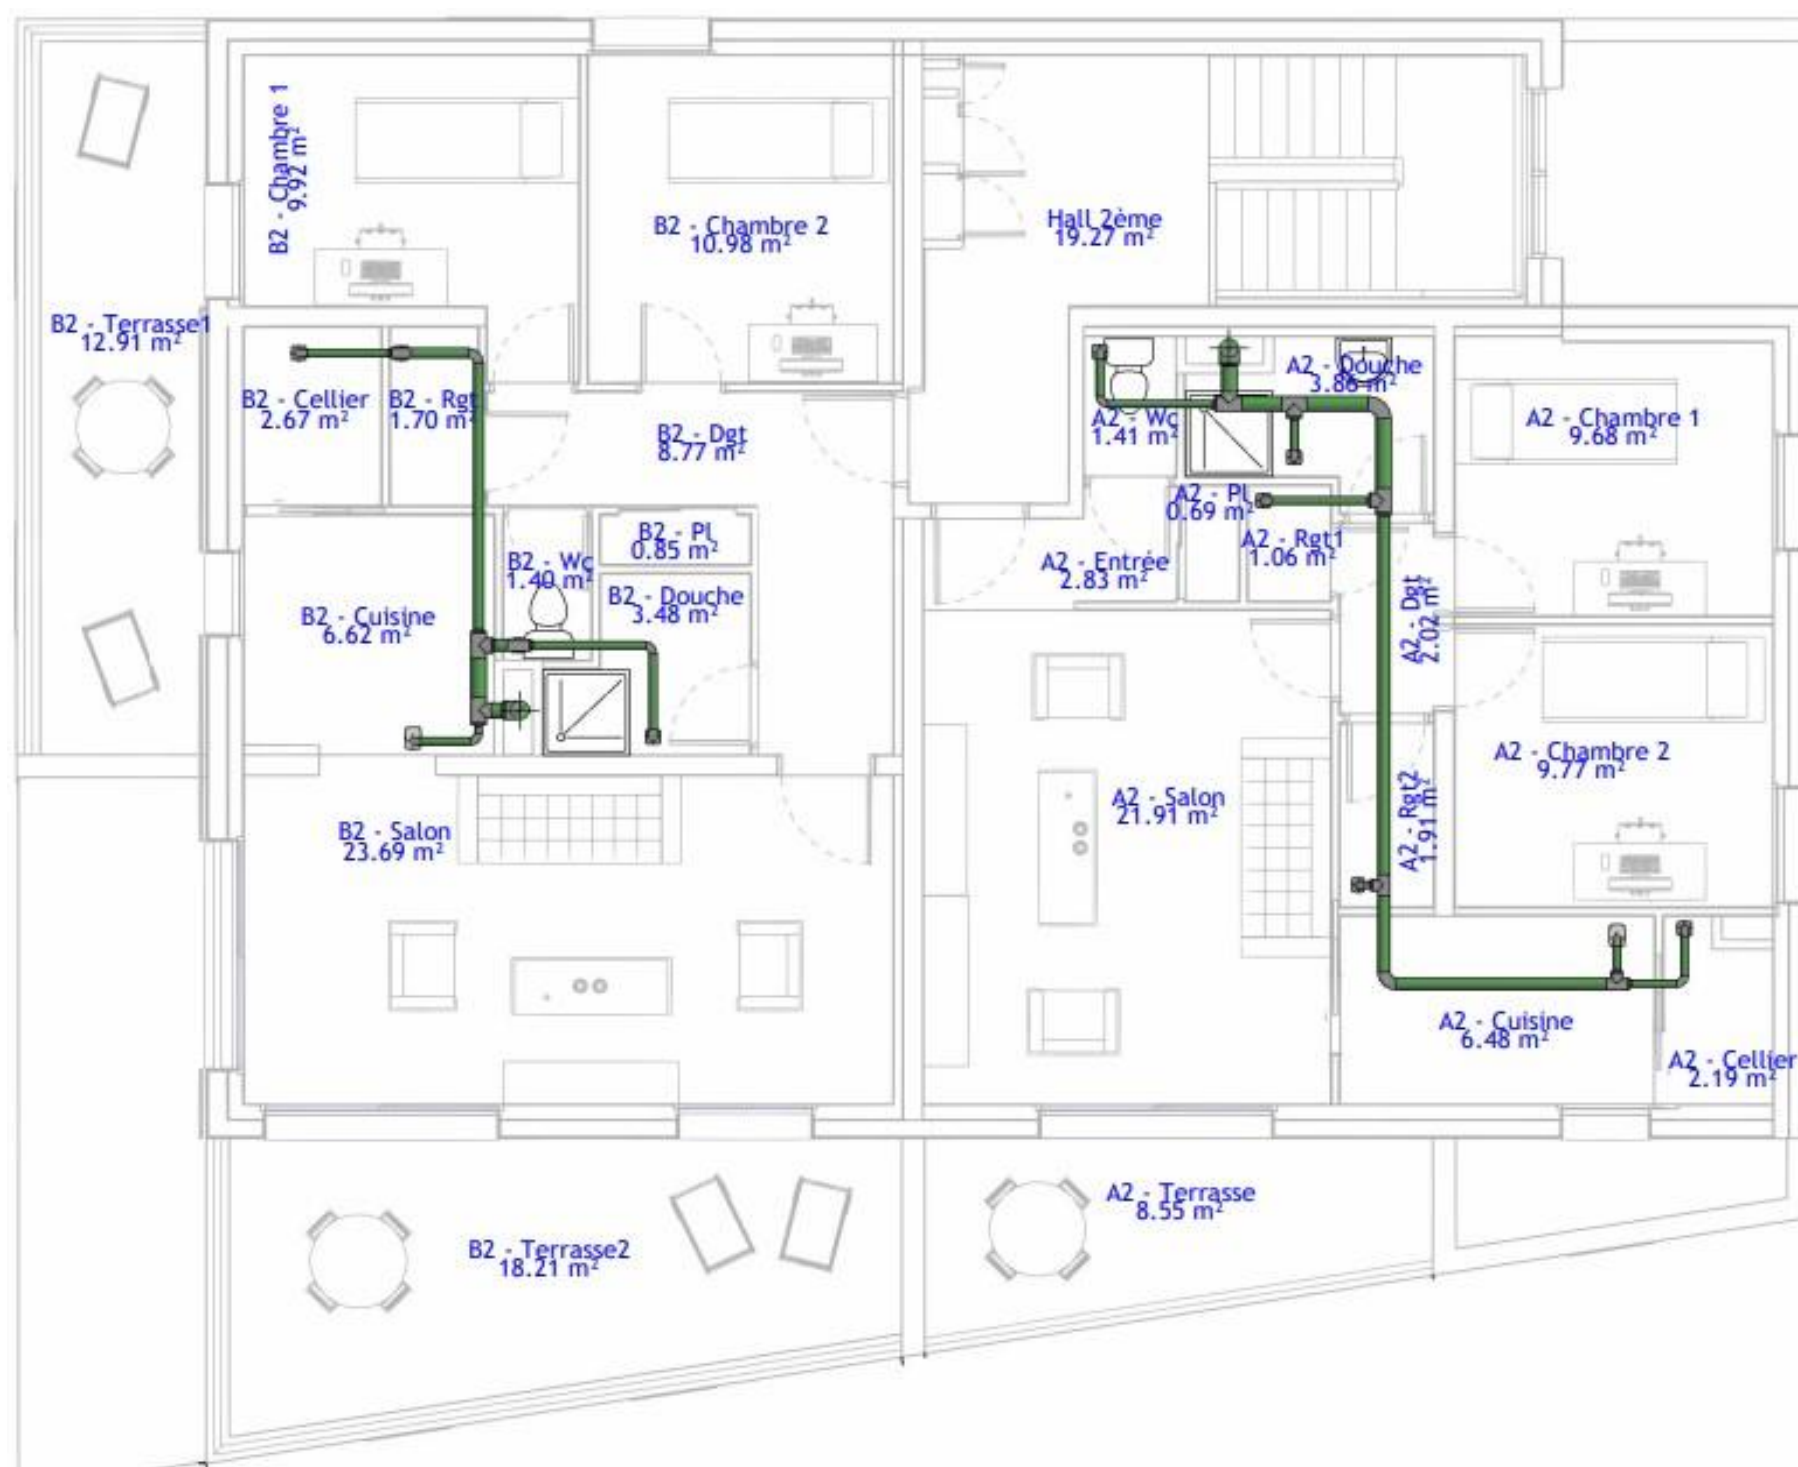 B2 - Chambre 1
9.92 m²
B2 - Chambre 2
10.98 m²
Hall 2ème
19.27 m²
B2 - Terrasse1
12.91 m²
B2 - Cellier
2.67 m²
B2 - Rgt
1.70 m²
B2 - Dgt
8.77 m²
A2 - Wc
1.41 m²
A2 - Douche
3.86 m²
A2 - Chambre 1
9.68 m²
B2 - Cuisine
6.62 m²
B2 - Wc
1.40 m²
B2 - Pl
0.85 m²
B2 - Douche
3.48 m²
A2 - Entrée
2.83 m²
A2 - Pl
0.69 m²
A2 - Rgt1
1.06 m²
A2 - Dgt
2.02 m²
B2 - Salon
23.69 m²
A2 - Salon
21.91 m²
A2 - Rgt2
1.91 m²
A2 - Chambre 2
9.77 m²
A2 - Cuisine
6.48 m²
A2 - Cellier
2.19 m²
B2 - Terrasse2
18.21 m²
A2 - Terrasse
8.55 m²